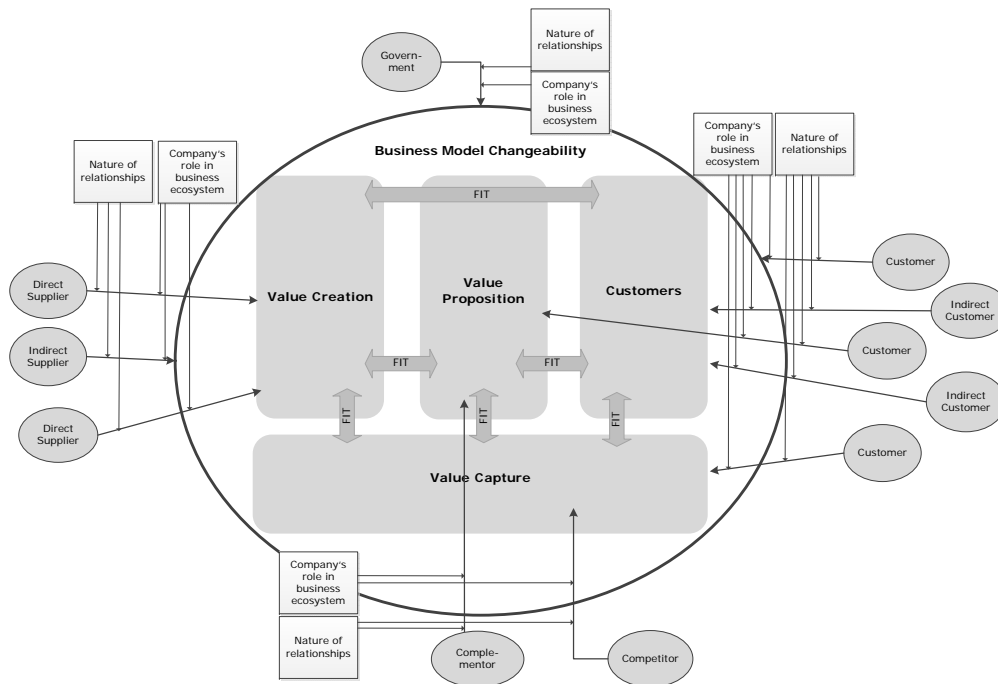 Govern-
ment
Nature of
relationships
Company's
role in
business
ecosystem
Business Model Changeability
Nature of
relationships
Company's
role in
business
ecosystem
Company's
role in
business
ecosystem
Nature of
relationships
FIT
Value Creation
Value
Proposition
Customers
Direct
Supplier
Indirect
Supplier
Direct
Supplier
Customer
Indirect
Customer
Customer
Indirect
Customer
Customer
FIT
FIT
FIT
FIT
FIT
Value Capture
Company's
role in
business
ecosystem
Nature of
relationships
Comple-
mentor
Competitor